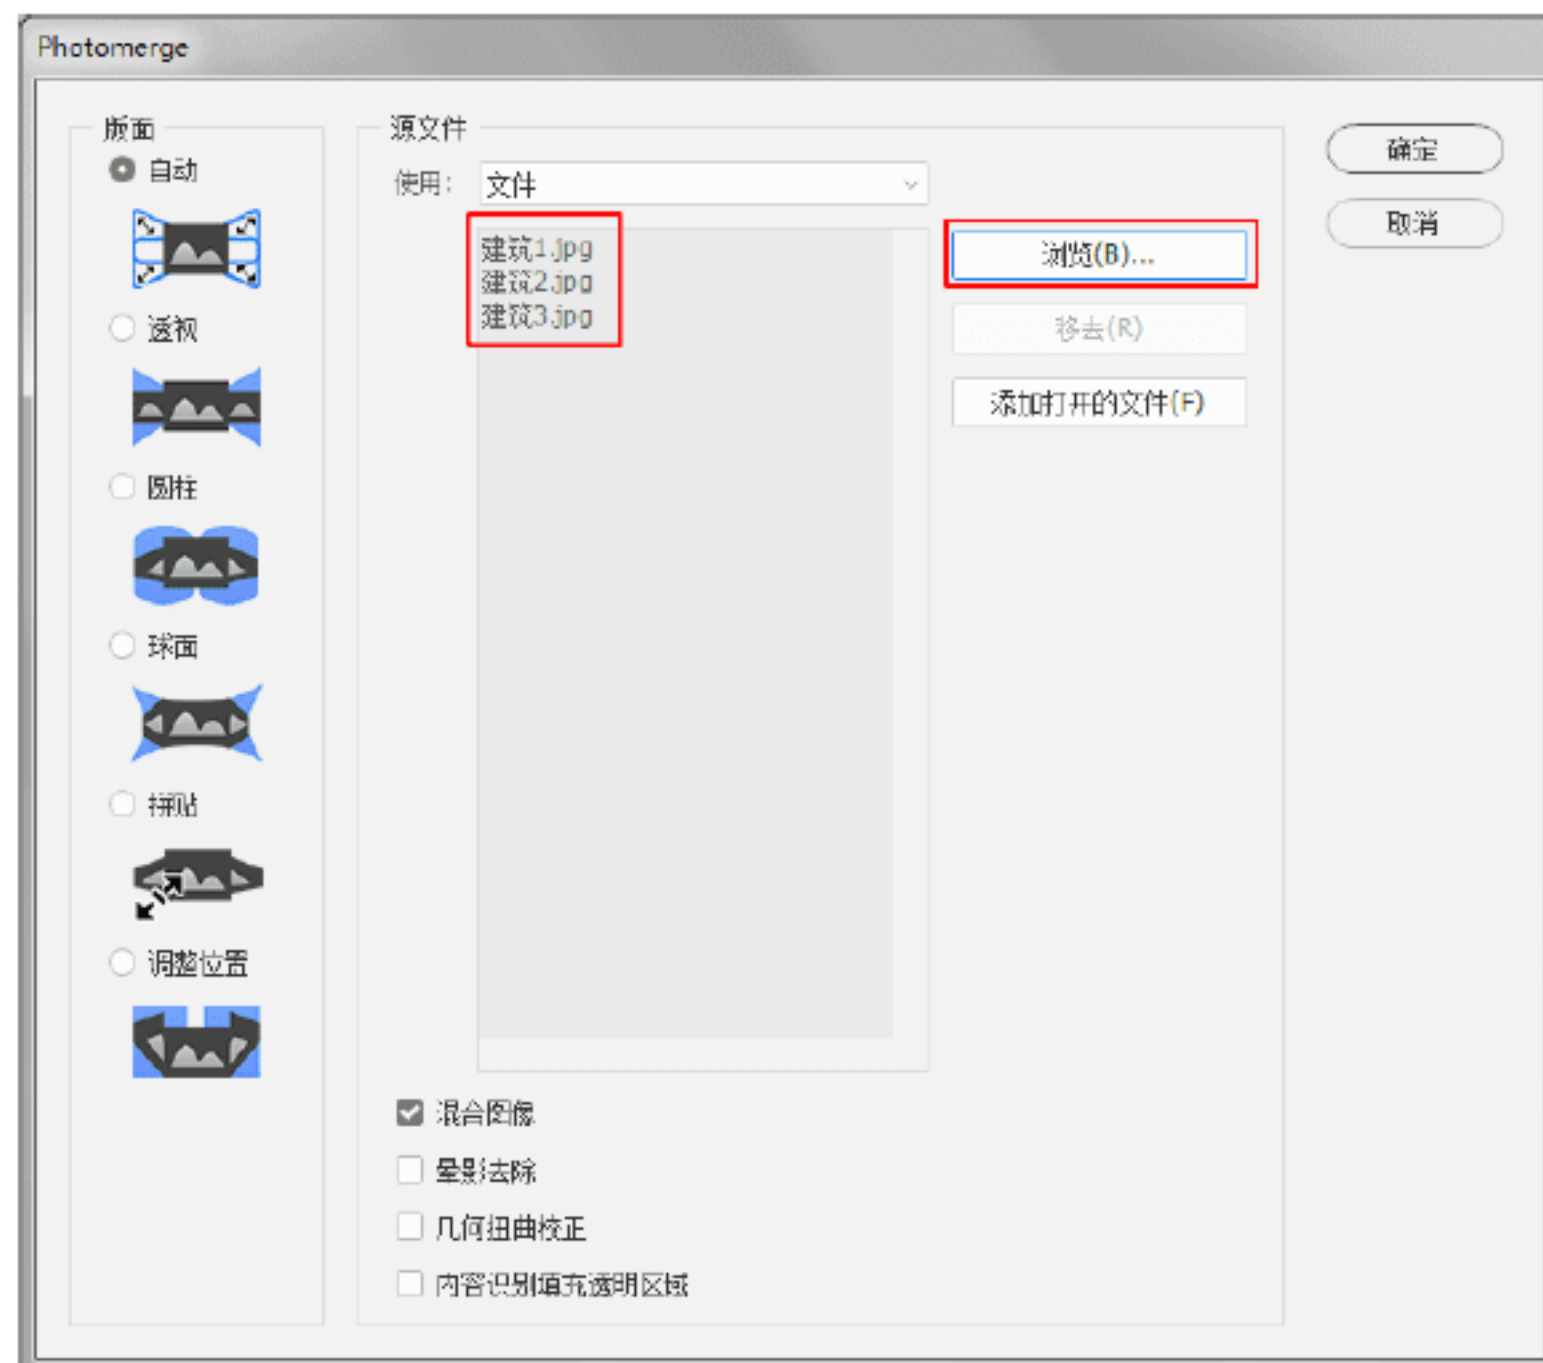 Photomerge
版面
自动
透视
圆柱
球面
拼贴
调整位置
源文件
使用: 文件
建筑1.jpg
建筑2.jpg
建筑3.jpg
浏览(B)...
移去(R)
添加打开的文件(F)
混合图像
晕影去除
几何扭曲校正
内容识别填充透明区域
确定
取消